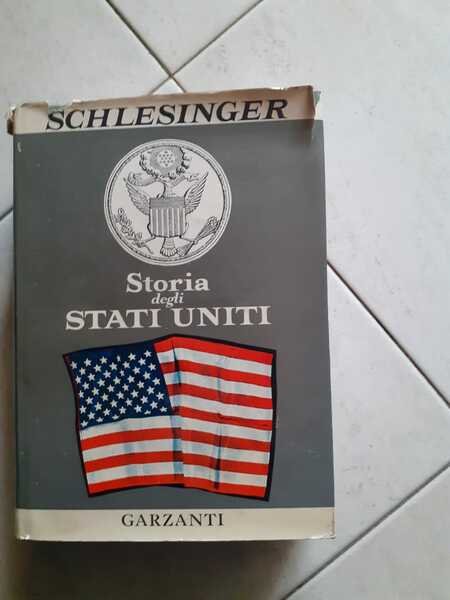 SCHLESINGER
Storia
degli
STATI UNITI
GARZANTI